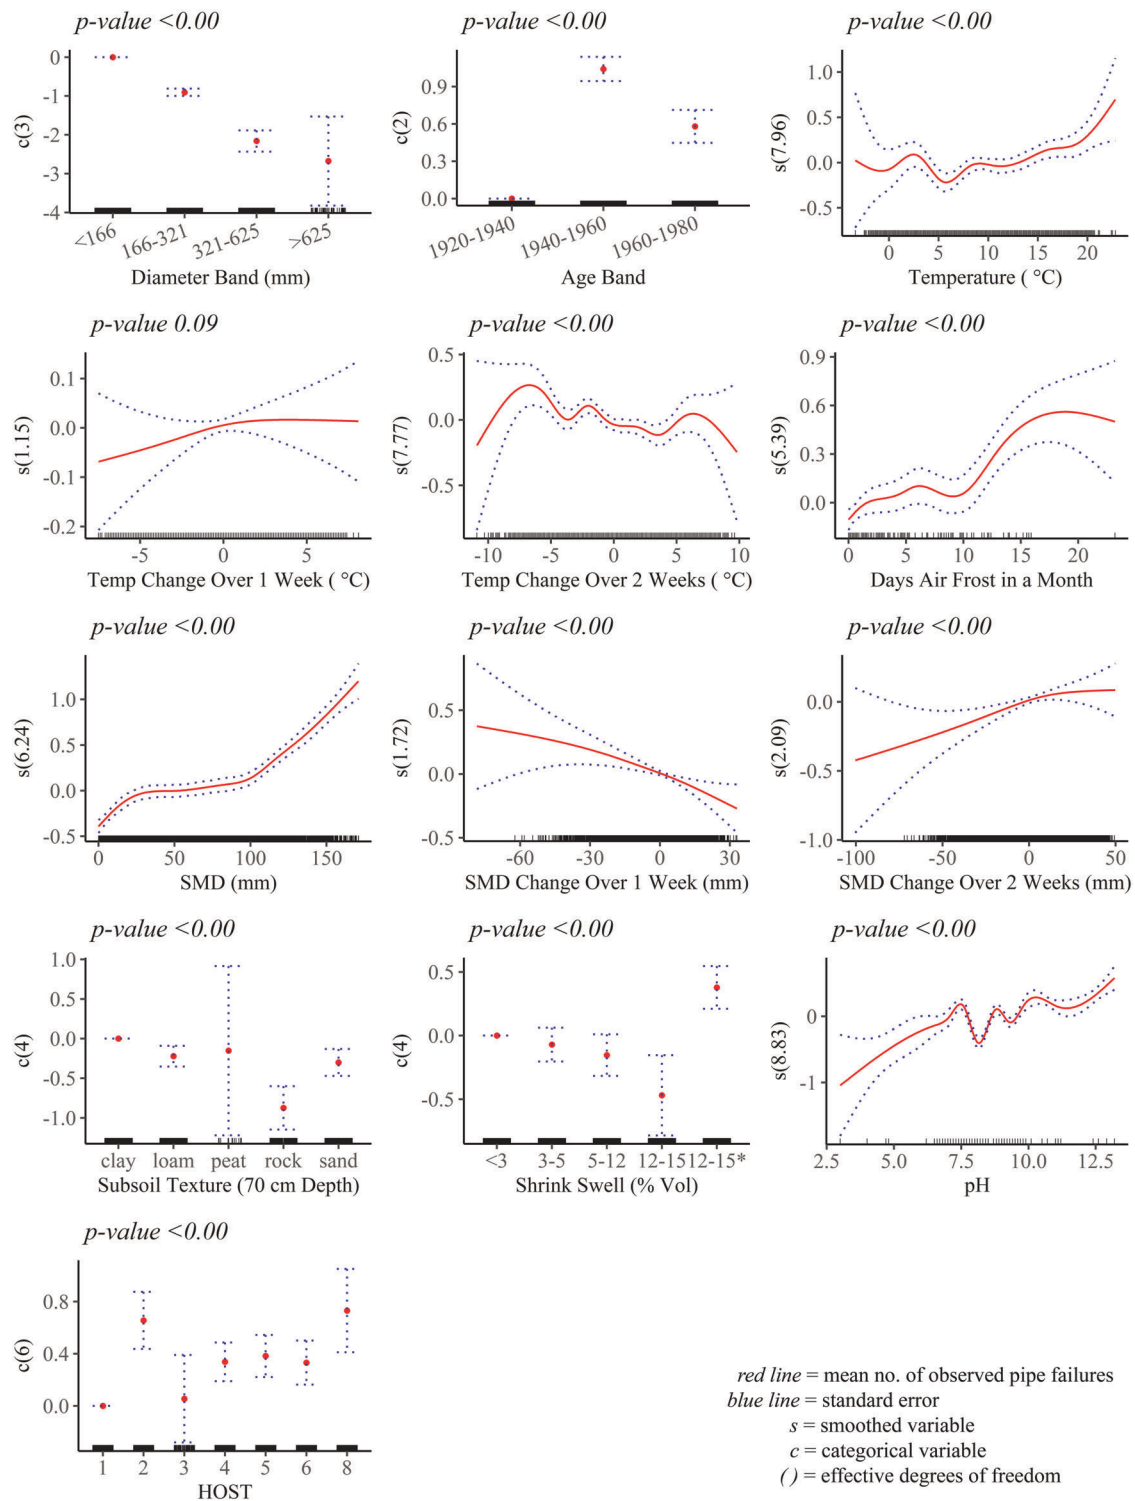 p-value <0.00
p-value <0.00
p-value <0.00
c(3)
0
-1
-2
-3
-4
<166
166-321
321-625
>625
Diameter Band (mm)
c(2)
0.9
0.6
0.3
0.0
1920-1940
1940-1960
1960-1980
Age Band
s(7.96)
1.0
0.5
0.0
-0.5
0 5 10 15 20
Temperature ( °C)
p-value 0.09
p-value <0.00
p-value <0.00
s(1.15)
0.1
0.0
-0.1
-0.2
-5 0 5
Temp Change Over 1 Week ( °C)
s(7.77)
0.5
0.0
-0.5
-10 -5 0 5 10
Temp Change Over 2 Weeks ( °C)
s(5.39)
0.9
0.6
0.3
0.0
0 5 10 20
Days Air Frost in a Month
p-value <0.00
p-value <0.00
p-value <0.00
s(6.24)
1.0
0.5
0.0
-0.5
0 50 100 150
SMD (mm)
s(1.72)
0.5
0.0
-0.5
-60 -30 0 30
SMD Change Over 1 Week (mm)
s(2.09)
0.0
-0.5
-1.0
-100 -50 0 50
SMD Change Over 2 Weeks (mm)
p-value <0.00
p-value <0.00
p-value <0.00
c(4)
1.0
0.5
0.0
-0.5
-1.0
clay loam peat rock sand
Subsoil Texture (70 cm Depth)
c(4)
0.5
0.0
-0.5
<3 3-5 5-12 12-15 12-15*
Shrink Swell (% Vol)
s(8.83)
0
-1
2.5 5.0 7.5 10.0 12.5
pH
p-value <0.00
c(6)
0.8
0.4
0.0
1 2 3 4 5 6 8
HOST
red line = mean no. of observed pipe failures
blue line = standard error
s = smoothed variable
c = categorical variable
( ) = effective degrees of freedom